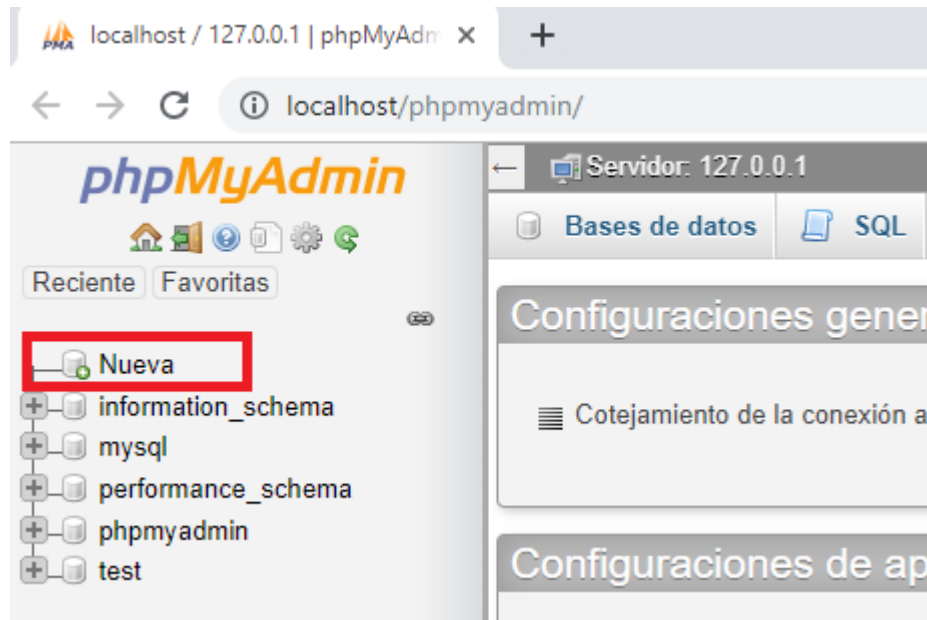 localhost / 127.0.0.1 | phpMyAdm
localhost/phpmyadmin/
phpMyAdmin
Reciente Favoritas
Nueva
information_schema
mysql
performance_schema
phpmyadmin
test
Servidor: 127.0.0.1
Bases de datos SQL
Configuraciones gener
Cotejamiento de la conexión a
Configuraciones de ap